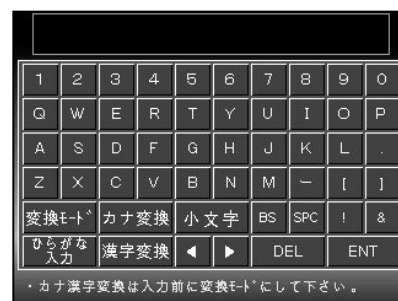 1 2 3 4 5 6 7 8 9 0
Q W E R T Y U I O P
A S D F G H J K L .
Z X C V B N M ー [ ]
変換ﾓｰﾄﾞ カナ変換 小文字 BS SPC ! &
ひらがな入力 漢字変換 ◀ ▶ DEL ENT
・カナ漢字変換は入力前に変換ﾓｰﾄﾞにして下さい。